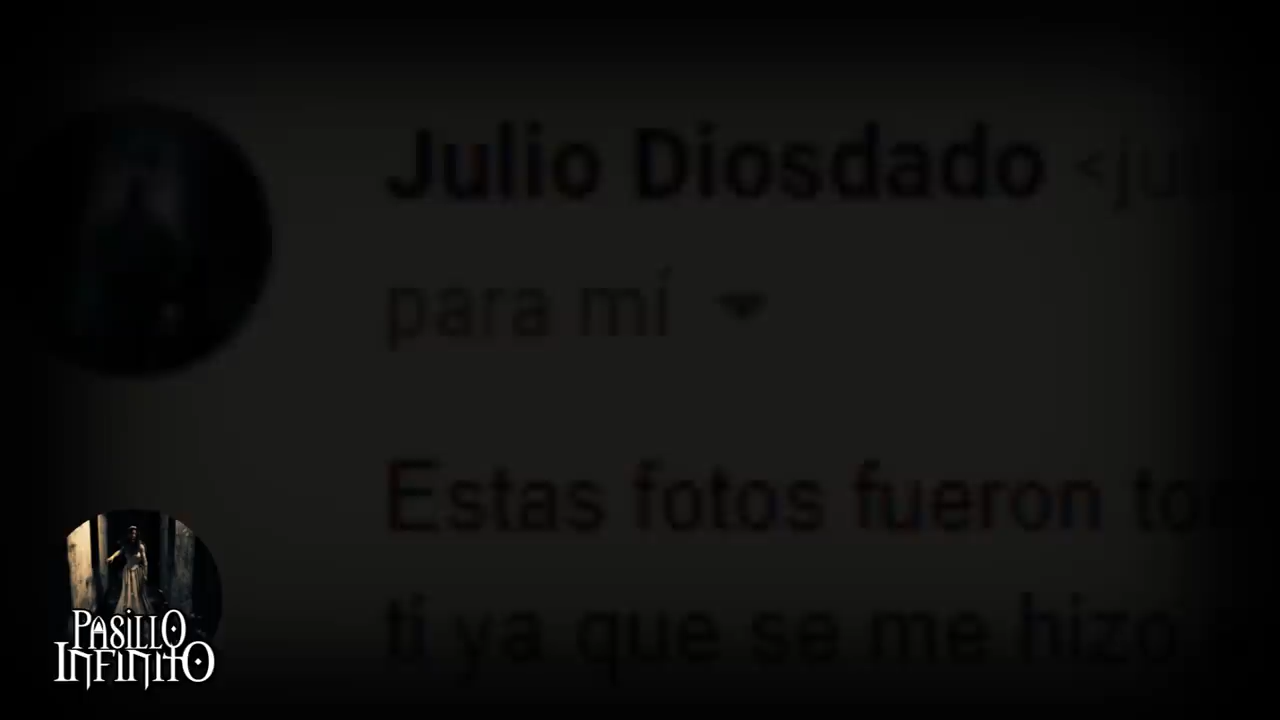 Julio Diosdado
para mí
Estas fotos fueron
ti ya que se me hizo
PASILLO
INFINITO